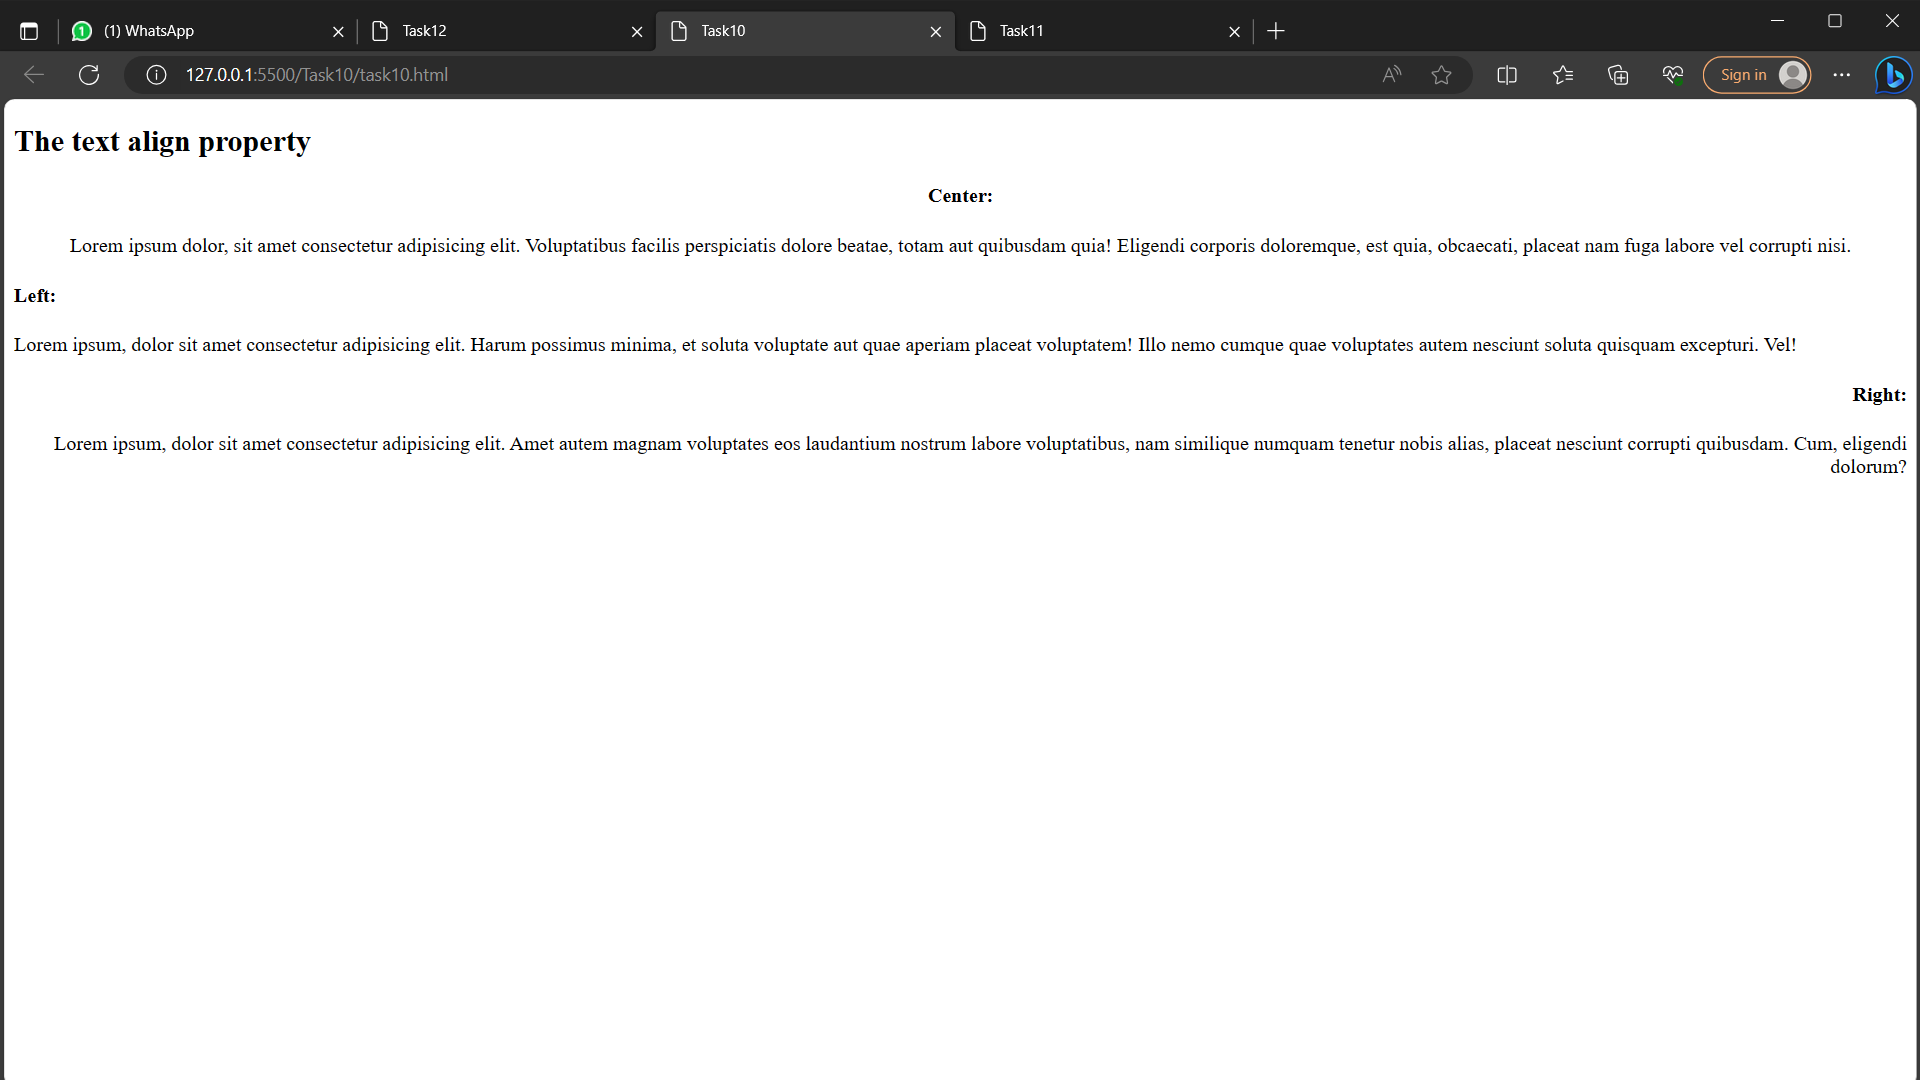 (1) WhatsApp
Task12
Task10
Task11
127.0.0.1:5500/Task10/task10.html
Sign in
The text align property
Center:
Lorem ipsum dolor, sit amet consectetur adipisicing elit. Voluptatibus facilis perspiciatis dolore beatae, totam aut quibusdam quia! Eligendi corporis doloremque, est quia, obcaecati, placeat nam fuga labore vel corrupti nisi.
Left:
Lorem ipsum, dolor sit amet consectetur adipisicing elit. Harum possimus minima, et soluta voluptate aut quae aperiam placeat voluptatem! Illo nemo cumque quae voluptates autem nesciunt soluta quisquam excepturi. Vel!
Right:
Lorem ipsum, dolor sit amet consectetur adipisicing elit. Amet autem magnam voluptates eos laudantium nostrum labore voluptatibus, nam similique numquam tenetur nobis alias, placeat nesciunt corrupti quibusdam. Cum, eligendi
dolorum?